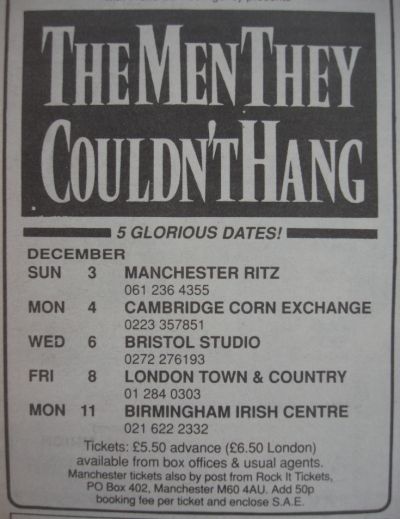 THE MEN THEY
COULDN'T HANG
5 GLORIOUS DATES!
DECEMBER
SUN 3 MANCHESTER RITZ
061 236 4355
MON 4 CAMBRIDGE CORN EXCHANGE
0223 357851
WED 6 BRISTOL STUDIO
0272 276193
FRI 8 LONDON TOWN & COUNTRY
01 284 0303
MON 11 BIRMINGHAM IRISH CENTRE
021 622 2332
Tickets: £5.50 advance (£6.50 London)
available from box offices & usual agents.
Manchester tickets also by post from Rock It Tickets,
PO Box 402, Manchester M60 4AU. Add 50p
booking fee per ticket and enclose S.A.E.